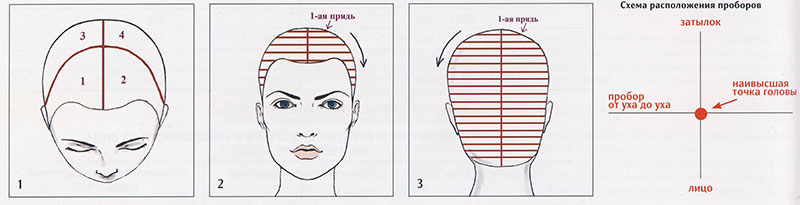 3
4
1
2
1
1-ая прядь
2
1-ая прядь
3
Схема расположения проборов
затылок
наивысшая
точка головы
пробор
от уха до уха
лицо